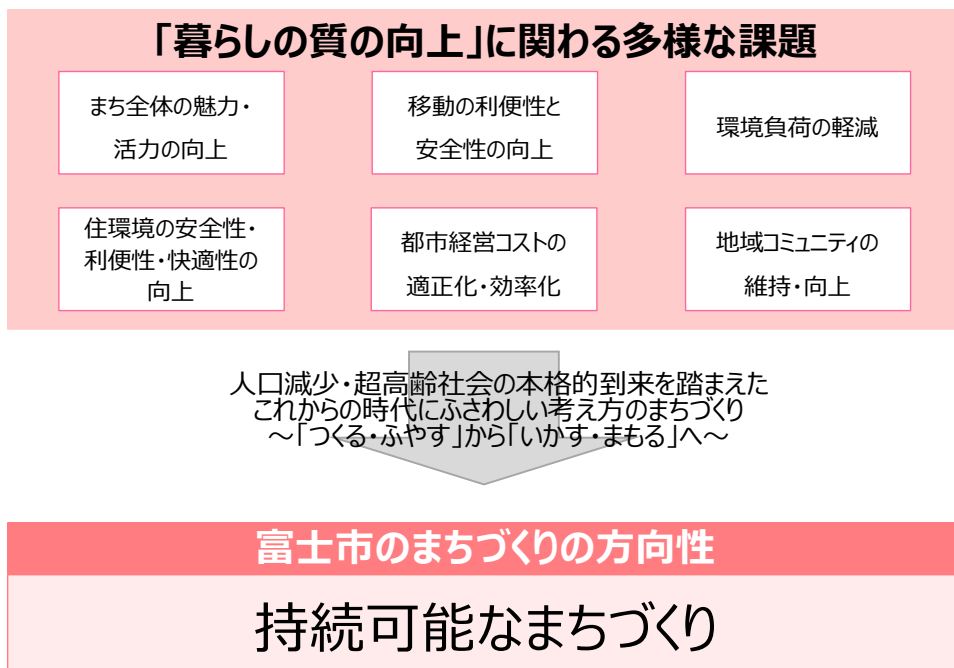 「暮らしの質の向上」に関わる多様な課題
まち全体の魅力・
活力の向上
移動の利便性と
安全性の向上
環境負荷の軽減
住環境の安全性・
利便性・快適性の
向上
都市経営コストの
適正化・効率化
地域コミュニティの
維持・向上
人口減少・超高齢社会の本格的到来を踏まえた
これからの時代にふさわしい考え方のまちづくり
～「つくる・ふやす」から「いかす・まもる」へ～
富士市のまちづくりの方向性
持続可能なまちづくり